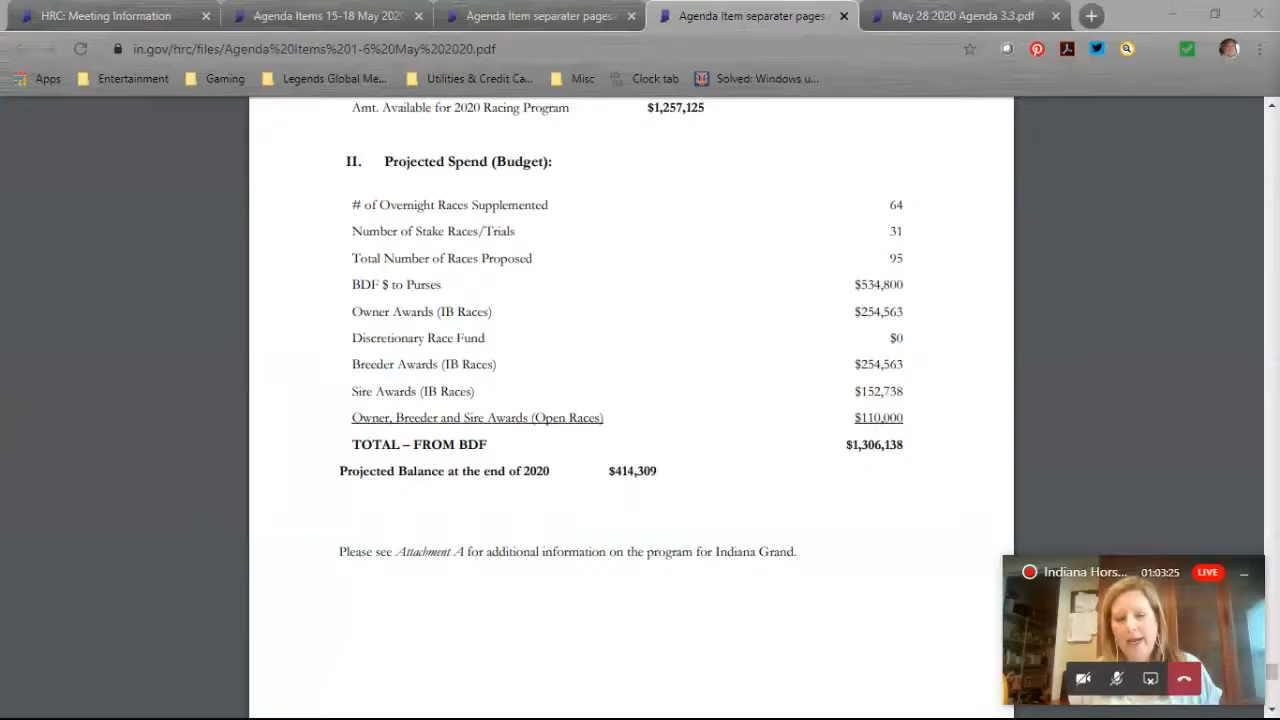 HRC: Meeting Information
Agenda Items 15-18 May 2020
Agenda Item separater pages
Agenda Item separater pages
May 28 2020 Agenda 3.3.pdf
in.gov/hrc/files/Agenda%20Items%201-6%20May%202020.pdf
Apps Entertainment Gaming Legends Global Me... Utilities & Credit Ca... Misc Clock tab Solved: Windows u...
Amt. Available for 2020 Racing Program $1,257,125
II. Projected Spend (Budget):
# of Overnight Races Supplemented 64
Number of Stake Races/Trials 31
Total Number of Races Proposed 95
BDF $ to Purses $534,800
Owner Awards (IB Races) $254,563
Discretionary Race Fund $0
Breeder Awards (IB Races) $254,563
Sire Awards (IB Races) $152,738
Owner, Breeder and Sire Awards (Open Races) $110,000
TOTAL – FROM BDF $1,306,138
Projected Balance at the end of 2020 $414,309
Please see Attachment A for additional information on the program for Indiana Grand.
Indiana Hors... 01:03:25 LIVE